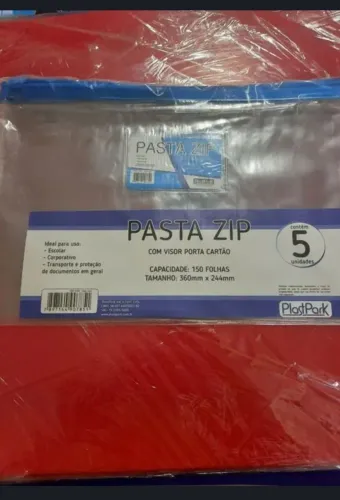 PASTA ZIP
PASTA ZIP
COM VISOR PORTA CARTÃO
CAPACIDADE: 150 FOLHAS
TAMANHO: 360mm x 244mm
Ideal para uso:
- Escolar
- Corporativo
- Transporte e proteção
de documentos em geral
contém
5
unidades
PlastPark